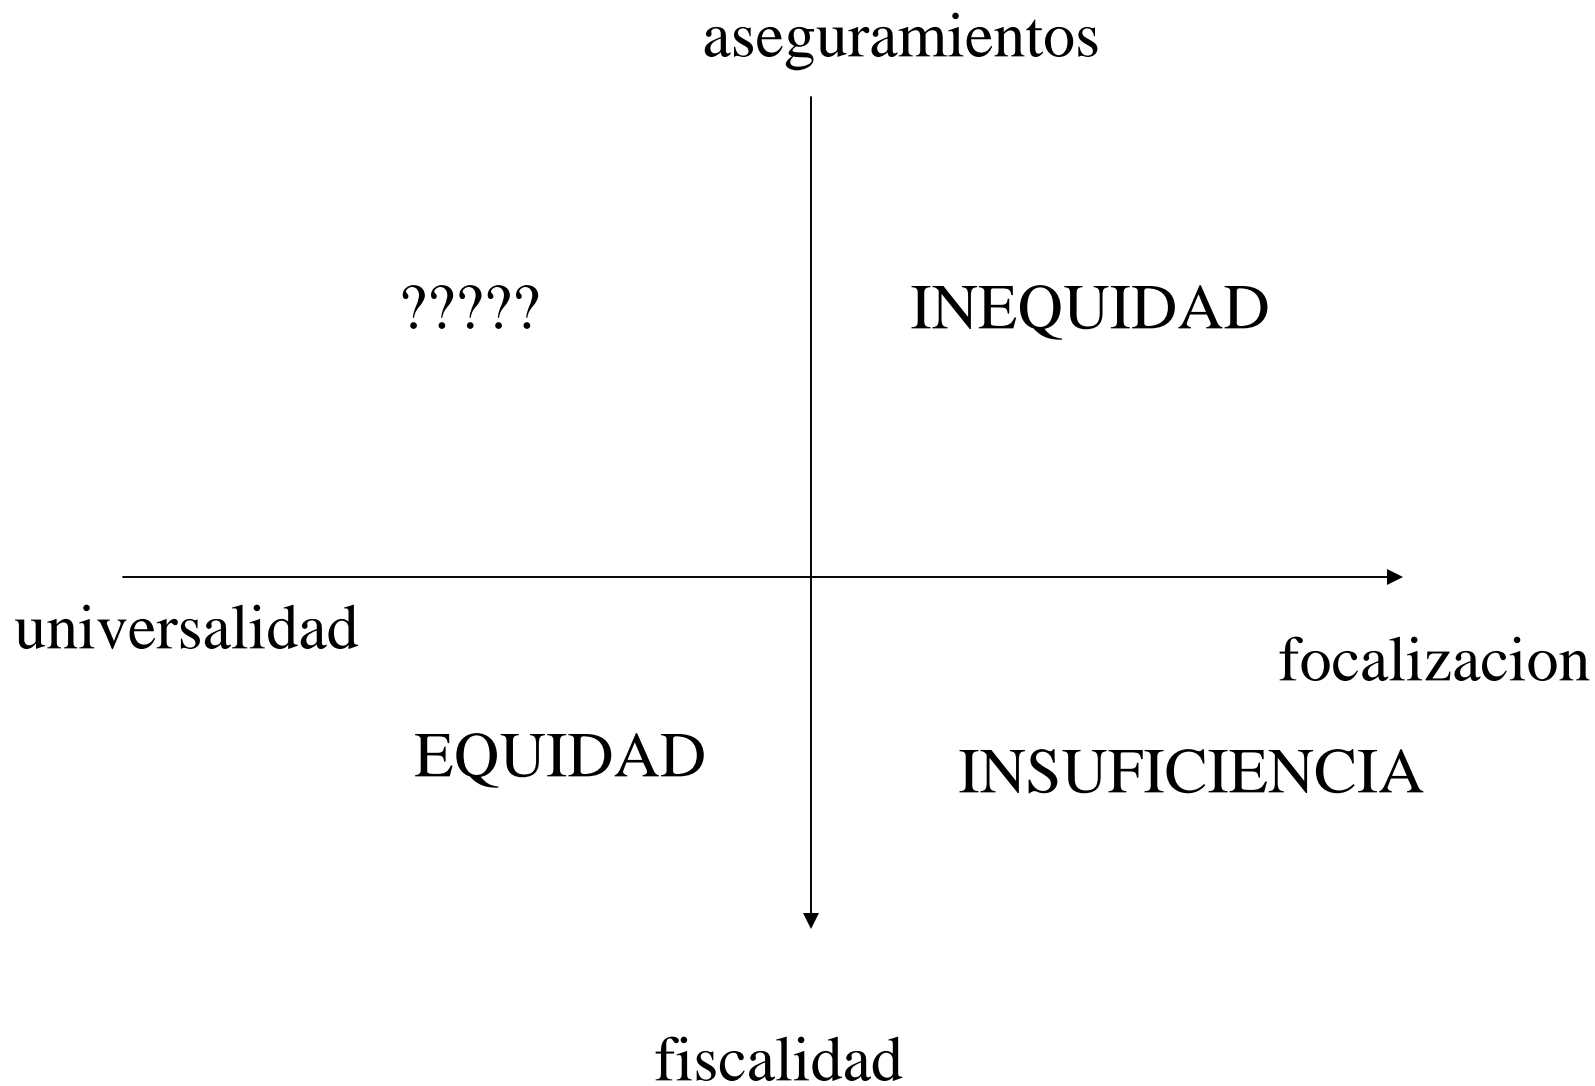 aseguramientos
?????
INEQUIDAD
universalidad
focalizacion
EQUIDAD
INSUFICIENCIA
fiscalidad